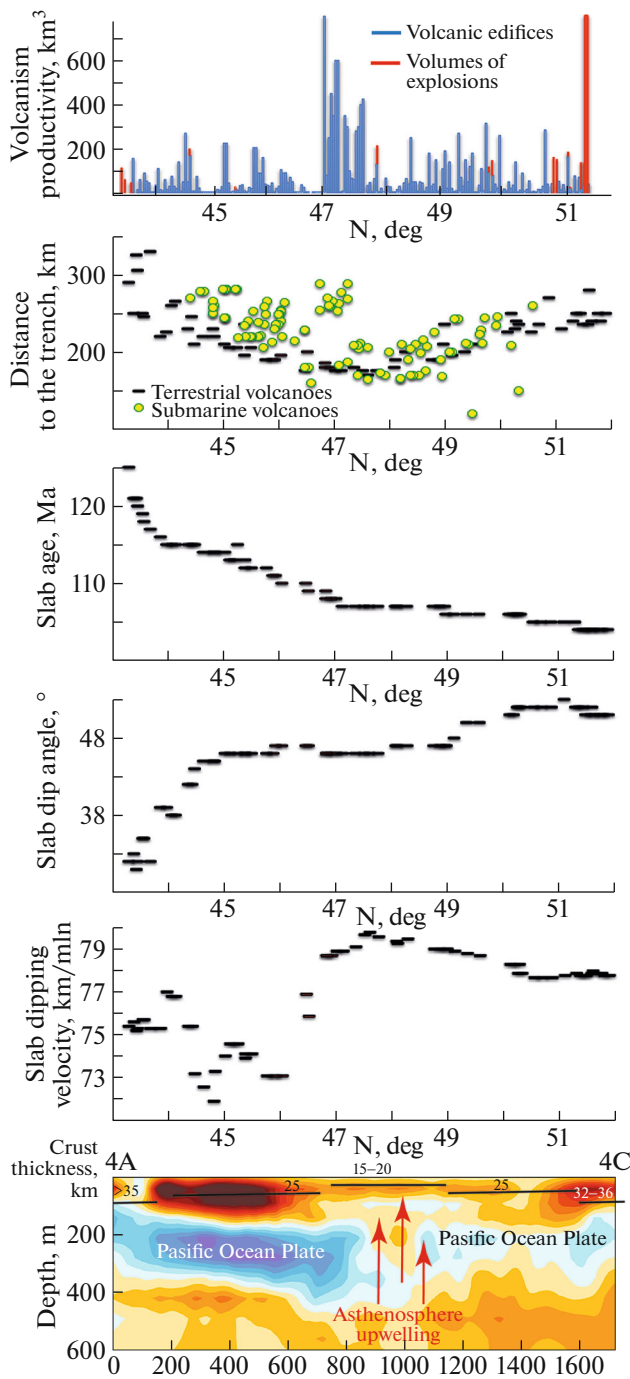 Volcanism
productivity, km³
800
600
400
200
Volcanic edifices
Volumes of
explosions
45 47 49 51
N, deg
Distance
to the trench, km
300
200
Terrestrial volcanoes
Submarine volcanoes
45 47 49 51
N, deg
Slab age, Ma
120
110
45 47 49 51
N, deg
Slab dip angle, °
48
38
45 47 49 51
N, deg
Slab dipping
velocity, km/mln
79
77
75
73
45 47 49 51
N, deg
Crust
thickness,
km
4A
15–20
4C
>35
25
25
32–36
Depth, m
200
400
600
Pasific Ocean Plate
Pasific Ocean Plate
Asthenosphere
upwelling
0 200 400 600 800 1000 1200 1400 1600